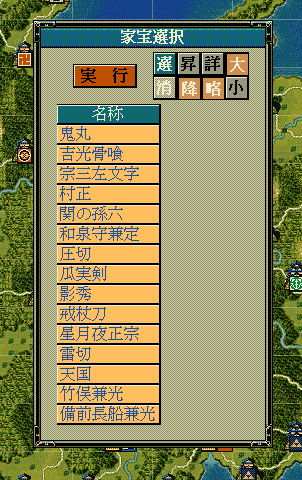 家宝選択
実行
選 昇 詳 大
消 降 略 小
名称
鬼丸
吉光骨喰
宗三左文字
村正
関の孫六
和泉守兼定
圧切
瓜実剣
影秀
戒杖刀
星月夜正宗
雷切
天国
竹俣兼光
備前長船兼光